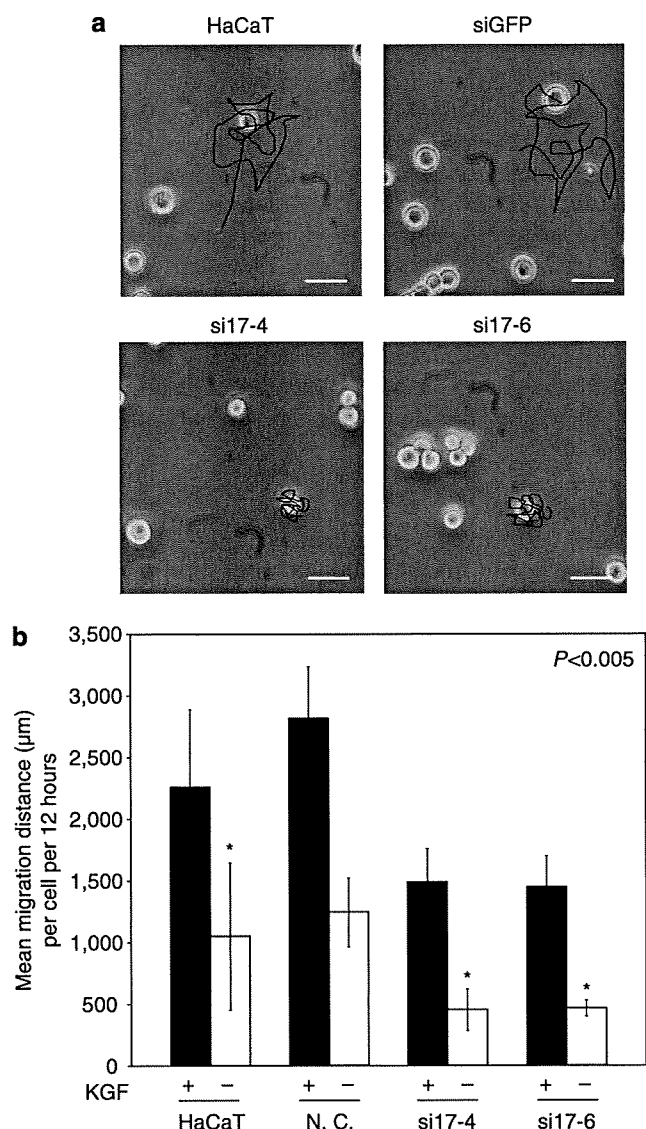 a
HaCaT
siGFP
si17-4
si17-6
b
3,500
3,000
2,500
2,000
1,500
1,000
500
0
Mean migration distance (µm)
per cell per 12 hours
P<0.005
*
*
*
KGF + − + − + − + −
HaCaT N. C. si17-4 si17-6